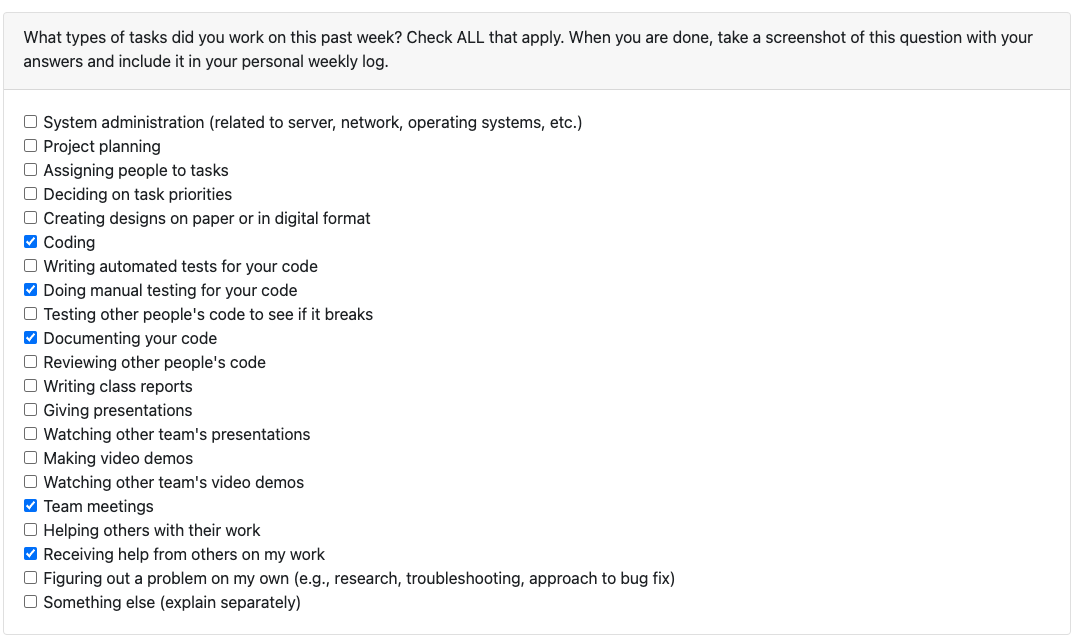 What types of tasks did you work on this past week? Check ALL that apply. When you are done, take a screenshot of this question with your
answers and include it in your personal weekly log.
System administration (related to server, network, operating systems, etc.)
Project planning
Assigning people to tasks
Deciding on task priorities
Creating designs on paper or in digital format
Coding
Writing automated tests for your code
Doing manual testing for your code
Testing other people's code to see if it breaks
Documenting your code
Reviewing other people's code
Writing class reports
Giving presentations
Watching other team's presentations
Making video demos
Watching other team's video demos
Team meetings
Helping others with their work
Receiving help from others on my work
Figuring out a problem on my own (e.g., research, troubleshooting, approach to bug fix)
Something else (explain separately)